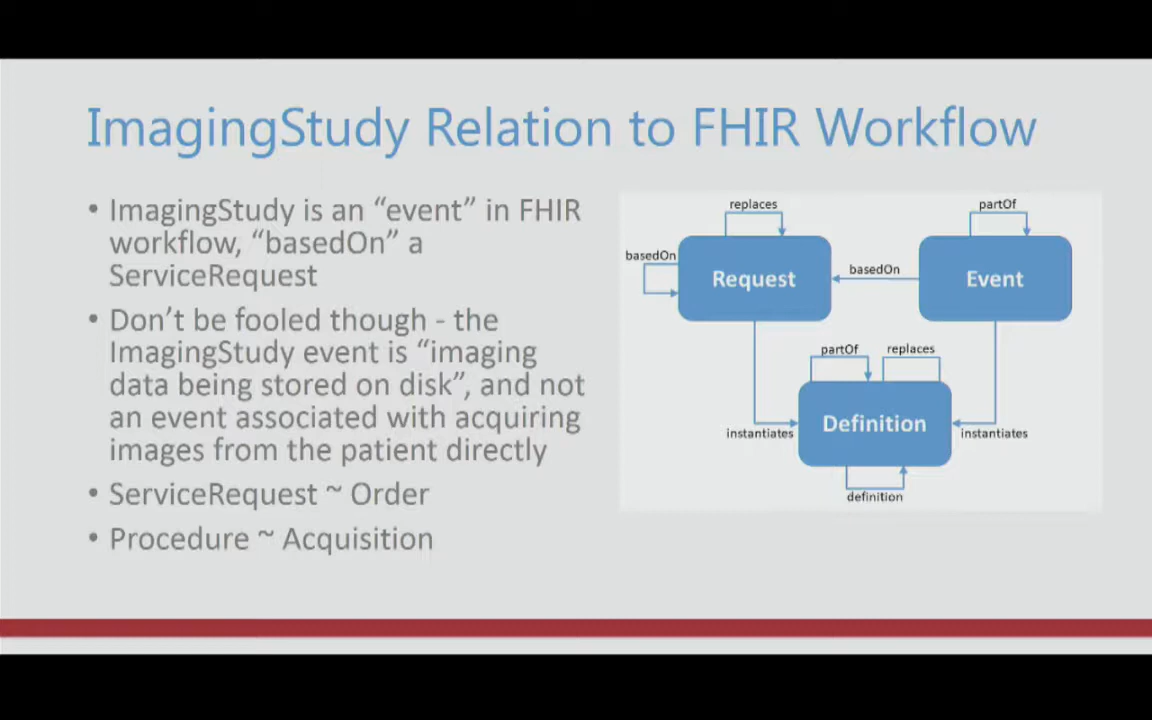 ImagingStudy Relation to FHIR Workflow
• ImagingStudy is an “event” in FHIR
workflow, “basedOn” a
ServiceRequest
• Don’t be fooled though - the
ImagingStudy event is “imaging
data being stored on disk”, and not
an event associated with acquiring
images from the patient directly
• ServiceRequest ~ Order
• Procedure ~ Acquisition
replaces
partOf
basedOn
Request
basedOn
Event
partOf
replaces
instantiates
Definition
instantiates
definition